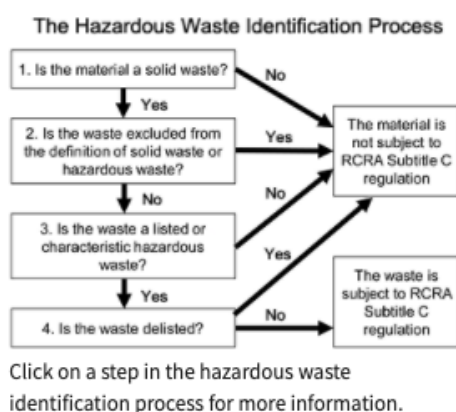 The Hazardous Waste Identification Process
1. Is the material a solid waste?
No
Yes
2. Is the waste excluded from
the definition of solid waste or
hazardous waste?
Yes
The material is
not subject to
RCRA Subtitle C
regulation
No
No
3. Is the waste a listed or
characteristic hazardous
waste?
Yes
Yes
4. Is the waste delisted?
No
The waste is
subject to RCRA
Subtitle C
regulation
Click on a step in the hazardous waste
identification process for more information.